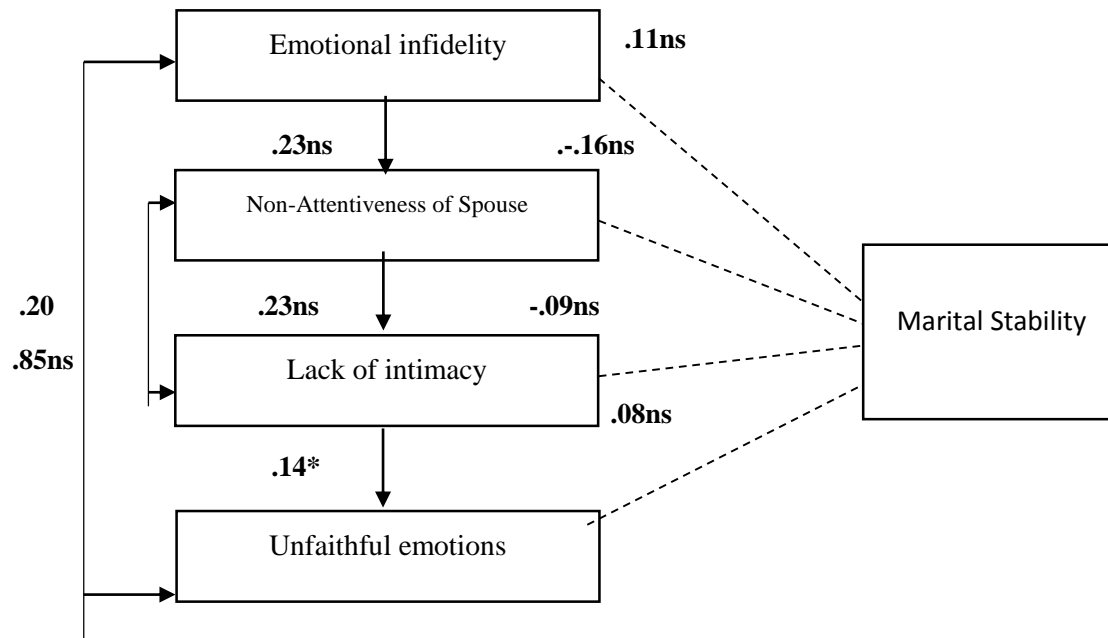 Emotional infidelity
.11ns
.23ns
.-.16ns
Non-Attentiveness of Spouse
.23ns
-.09ns
.20
.85ns
Marital Stability
Lack of intimacy
.08ns
.14*
Unfaithful emotions